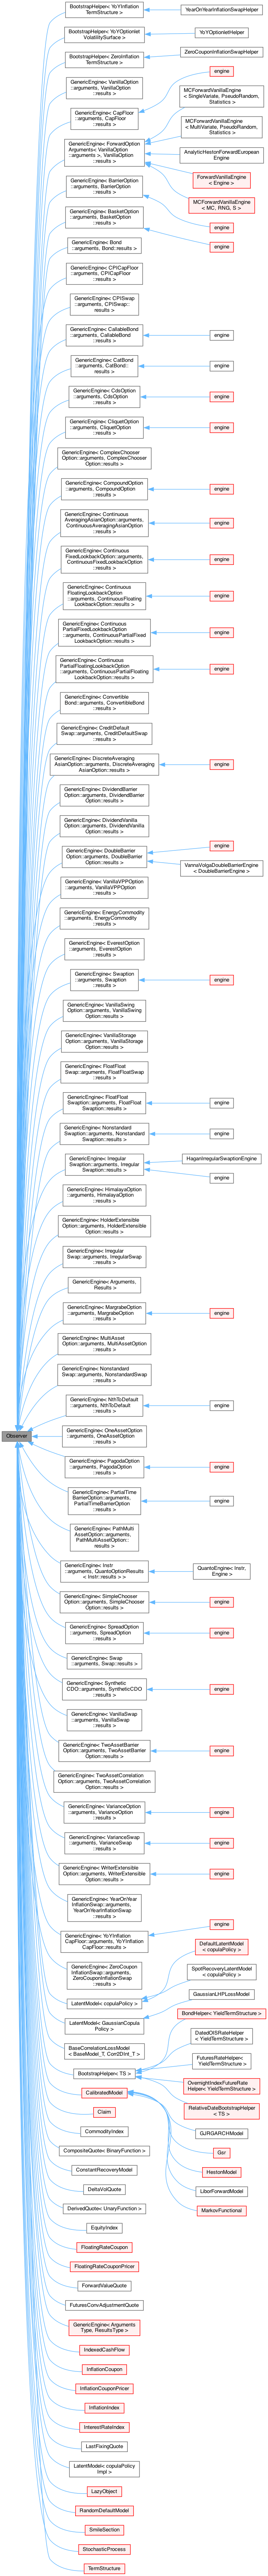 BootstrapHelper< YoYInflation
TermStructure >
YearOnYearInflationSwapHelper
BootstrapHelper< YoYOptionlet
VolatilitySurface >
YoYOptionletHelper
BootstrapHelper< ZeroInflation
TermStructure >
ZeroCouponInflationSwapHelper
GenericEngine< VanillaOption
::arguments, VanillaOption
::results >
engine
GenericEngine< CapFloor
::arguments, CapFloor
::results >
MCForwardVanillaEngine
< SingleVariate, PseudoRandom,
Statistics >
GenericEngine< ForwardOption
Arguments< VanillaOption
::arguments >, VanillaOption
::results >
MCForwardVanillaEngine
< MultiVariate, PseudoRandom,
Statistics >
AnalyticHestonForwardEuropean
Engine
ForwardVanillaEngine
< Engine >
MCForwardVanillaEngine
< MC, RNG, S >
GenericEngine< BarrierOption
::arguments, BarrierOption
::results >
engine
GenericEngine< BasketOption
::arguments, BasketOption
::results >
engine
GenericEngine< Bond
::arguments, Bond::results >
GenericEngine< CPICapFloor
::arguments, CPICapFloor
::results >
GenericEngine< CPISwap
::arguments, CPISwap::
results >
GenericEngine< CallableBond
::arguments, CallableBond
::results >
engine
GenericEngine< CatBond
::arguments, CatBond::
results >
engine
GenericEngine< CdsOption
::arguments, CdsOption
::results >
engine
GenericEngine< CliquetOption
::arguments, CliquetOption
::results >
engine
GenericEngine< ComplexChooser
Option::arguments, ComplexChooser
Option::results >
GenericEngine< CompoundOption
::arguments, CompoundOption
::results >
engine
GenericEngine< Continuous
AveragingAsianOption::arguments,
ContinuousAveragingAsianOption
::results >
engine
GenericEngine< Continuous
FixedLookbackOption::arguments,
ContinuousFixedLookbackOption
::results >
engine
GenericEngine< Continuous
FloatingLookbackOption
::arguments, ContinuousFloating
LookbackOption::results >
engine
GenericEngine< Continuous
PartialFixedLookbackOption
::arguments, ContinuousPartialFixed
LookbackOption::results >
engine
GenericEngine< Continuous
PartialFloatingLookbackOption
::arguments, ContinuousPartialFloating
LookbackOption::results >
engine
GenericEngine< Convertible
Bond::arguments, ConvertibleBond
::results >
GenericEngine< CreditDefault
Swap::arguments, CreditDefaultSwap
::results >
GenericEngine< DiscreteAveraging
AsianOption::arguments, DiscreteAveraging
AsianOption::results >
engine
GenericEngine< DividendBarrier
Option::arguments, DividendBarrier
Option::results >
GenericEngine< DividendVanilla
Option::arguments, DividendVanilla
Option::results >
GenericEngine< DoubleBarrier
Option::arguments, DoubleBarrier
Option::results >
engine
VannaVolgaDoubleBarrierEngine
< DoubleBarrierEngine >
GenericEngine< VanillaVPPOption
::arguments, VanillaVPPOption
::results >
GenericEngine< EnergyCommodity
::arguments, EnergyCommodity
::results >
GenericEngine< EverestOption
::arguments, EverestOption
::results >
GenericEngine< Swaption
::arguments, Swaption
::results >
engine
GenericEngine< VanillaSwing
Option::arguments, VanillaSwing
Option::results >
GenericEngine< VanillaStorage
Option::arguments, VanillaStorage
Option::results >
GenericEngine< FloatFloat
Swap::arguments, FloatFloatSwap
::results >
GenericEngine< FloatFloat
Swaption::arguments, FloatFloat
Swaption::results >
engine
GenericEngine< Nonstandard
Swaption::arguments, Nonstandard
Swaption::results >
engine
GenericEngine< Irregular
Swaption::arguments, Irregular
Swaption::results >
HaganIrregularSwaptionEngine
engine
GenericEngine< HimalayaOption
::arguments, HimalayaOption
::results >
GenericEngine< HolderExtensible
Option::arguments, HolderExtensible
Option::results >
GenericEngine< Irregular
Swap::arguments, IrregularSwap
::results >
GenericEngine< Arguments,
Results >
GenericEngine< MargrabeOption
::arguments, MargrabeOption
::results >
engine
GenericEngine< MultiAsset
Option::arguments, MultiAssetOption
::results >
GenericEngine< Nonstandard
Swap::arguments, NonstandardSwap
::results >
GenericEngine< NthToDefault
::arguments, NthToDefault
::results >
engine
Observer
GenericEngine< OneAssetOption
::arguments, OneAssetOption
::results >
GenericEngine< PagodaOption
::arguments, PagodaOption
::results >
engine
GenericEngine< PartialTime
BarrierOption::arguments,
PartialTimeBarrierOption
::results >
engine
GenericEngine< PathMulti
AssetOption::arguments,
PathMultiAssetOption::
results >
GenericEngine< Instr
::arguments, QuantoOptionResults
< Instr::results > >
QuantoEngine< Instr,
Engine >
GenericEngine< SimpleChooser
Option::arguments, SimpleChooser
Option::results >
engine
GenericEngine< SpreadOption
::arguments, SpreadOption
::results >
engine
GenericEngine< Swap
::arguments, Swap::results >
GenericEngine< Synthetic
CDO::arguments, SyntheticCDO
::results >
engine
GenericEngine< VanillaSwap
::arguments, VanillaSwap
::results >
GenericEngine< TwoAssetBarrier
Option::arguments, TwoAssetBarrier
Option::results >
engine
GenericEngine< TwoAssetCorrelation
Option::arguments, TwoAssetCorrelation
Option::results >
GenericEngine< VarianceOption
::arguments, VarianceOption
::results >
engine
GenericEngine< VarianceSwap
::arguments, VarianceSwap
::results >
engine
GenericEngine< WriterExtensible
Option::arguments, WriterExtensible
Option::results >
engine
GenericEngine< YearOnYear
InflationSwap::arguments,
YearOnYearInflationSwap
::results >
GenericEngine< YoYInflation
CapFloor::arguments, YoYInflation
CapFloor::results >
engine
GenericEngine< ZeroCoupon
InflationSwap::arguments,
ZeroCouponInflationSwap
::results >
DefaultLatentModel
< copulaPolicy >
SpotRecoveryLatentModel
< copulaPolicy >
LatentModel< copulaPolicy >
GaussianLHPLossModel
LatentModel< GaussianCopula
Policy >
BondHelper< YieldTermStructure >
BaseCorrelationLossModel
< BaseModel_T, Corr2DInt_T >
DatedOISRateHelper
< YieldTermStructure >
FuturesRateHelper<
YieldTermStructure >
BootstrapHelper< TS >
OvernightIndexFutureRate
Helper< YieldTermStructure >
CalibratedModel
RelativeDateBootstrapHelper
< TS >
Claim
GJRGARCHModel
CommodityIndex
Gsr
CompositeQuote< BinaryFunction >
HestonModel
ConstantRecoveryModel
LiborForwardModel
DeltaVolQuote
MarkovFunctional
DerivedQuote< UnaryFunction >
EquityIndex
FloatingRateCoupon
FloatingRateCouponPricer
ForwardValueQuote
FuturesConvAdjustmentQuote
GenericEngine< Arguments
Type, ResultsType >
IndexedCashFlow
InflationCoupon
InflationCouponPricer
InflationIndex
InterestRateIndex
LastFixingQuote
LatentModel< copulaPolicy
Impl >
LazyObject
RandomDefaultModel
SmileSection
StochasticProcess
TermStructure